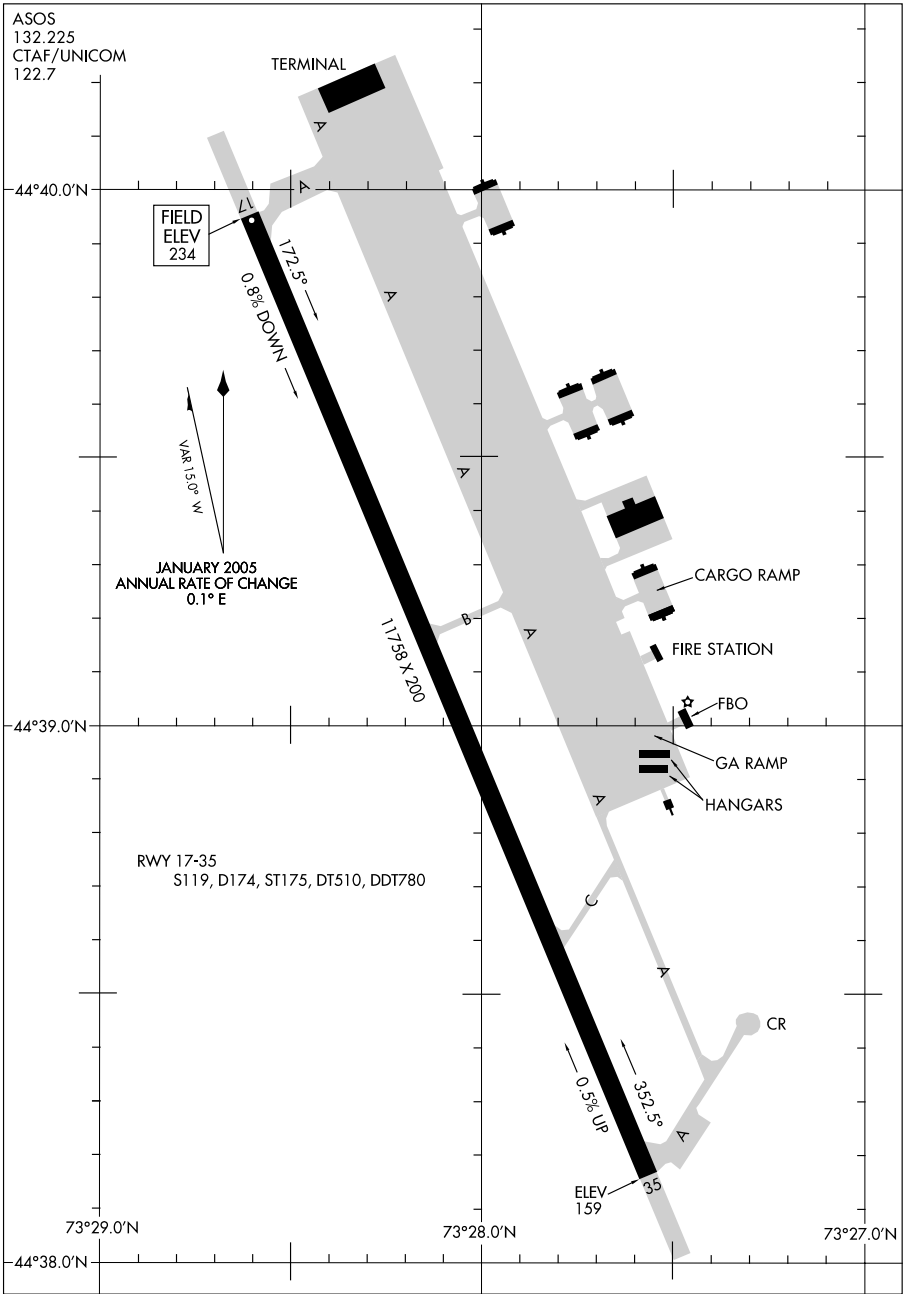 ASOS
132.225
CTAF/UNICOM
122.7
TERMINAL
A
A
44°40.0'N
17
FIELD
ELEV
234
172.5°
0.8% DOWN
A
VAR 15.0° W
A
JANUARY 2005
ANNUAL RATE OF CHANGE
0.1° E
CARGO RAMP
B
A
11758 X 200
FIRE STATION
FBO
44°39.0'N
GA RAMP
A
HANGARS
RWY 17-35
S119, D174, ST175, DT510, DDT780
C
A
CR
0.5% UP
352.5°
A
ELEV
159
35
73°29.0'N
73°28.0'N
73°27.0'N
44°38.0'N